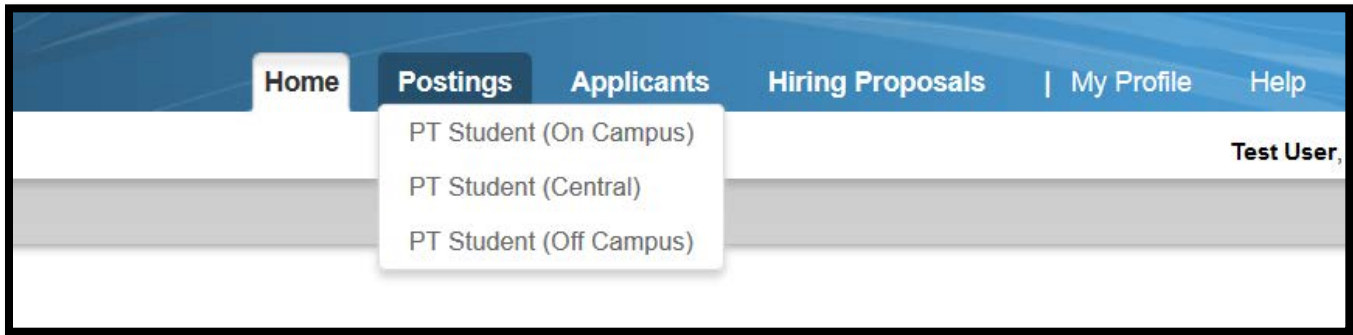 Home Postings Applicants Hiring Proposals | My Profile Help
PT Student (On Campus)
Test User,
PT Student (Central)
PT Student (Off Campus)